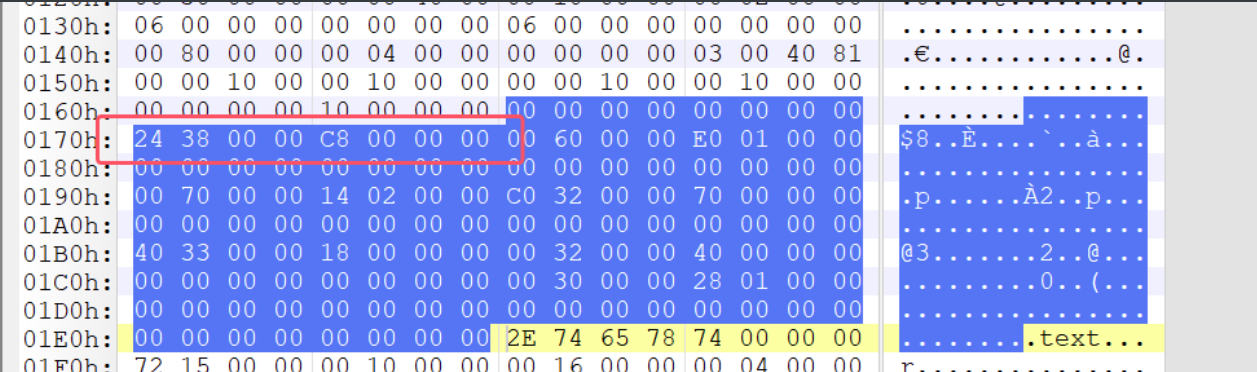 0130h: 06 00 00 00 00 00 00 00 06 00 00 00 00 00 00 00 ................
0140h: 00 80 00 00 00 04 00 00 00 00 00 00 03 00 40 81 .€............@.
0150h: 00 00 10 00 00 10 00 00 00 00 10 00 00 10 00 00 ................
0160h: 00 00 00 00 10 00 00 00 00 00 00 00 00 00 00 00 ................
0170h: 24 38 00 00 C8 00 00 00 00 60 00 00 E0 01 00 00 $8..È....`..à...
0180h: 00 00 00 00 00 00 00 00 00 00 00 00 00 00 00 00 ................
0190h: 00 70 00 00 14 02 00 00 C0 32 00 00 70 00 00 00 .p......À2..p...
01A0h: 00 00 00 00 00 00 00 00 00 00 00 00 00 00 00 00 ................
01B0h: 40 33 00 00 18 00 00 00 00 32 00 00 40 00 00 00 @3.......2..@...
01C0h: 00 00 00 00 00 00 00 00 00 30 00 00 28 01 00 00 .........0..(...
01D0h: 00 00 00 00 00 00 00 00 00 00 00 00 00 00 00 00 ................
01E0h: 00 00 00 00 00 00 00 00 2E 74 65 78 74 00 00 00 .........text...
01F0h: 72 15 00 00 00 10 00 00 00 16 00 00 00 04 00 00 r...............